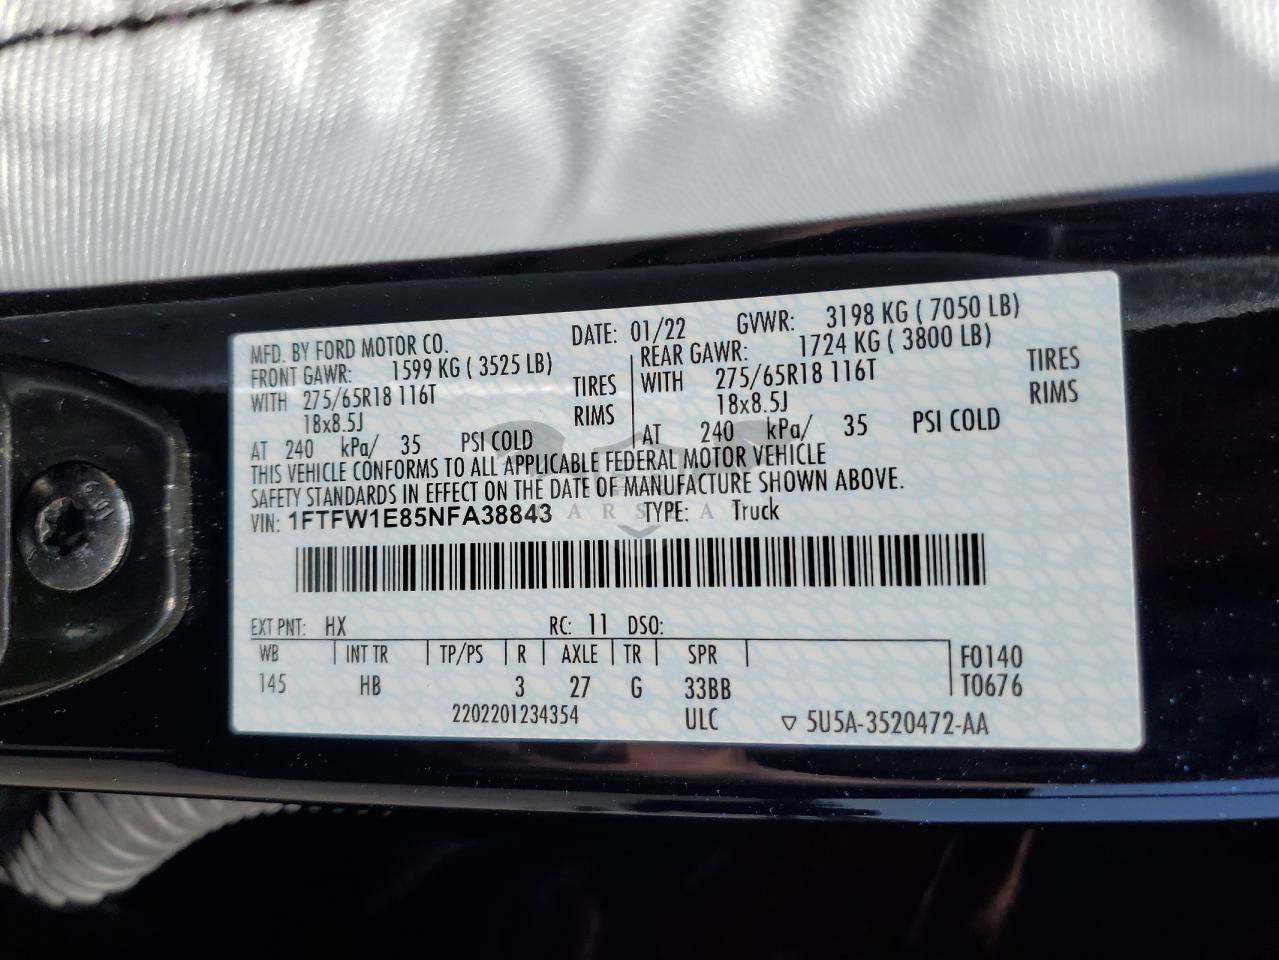 MFD. BY FORD MOTOR CO. DATE: 01/22 GVWR: 3198 KG ( 7050 LB)
FRONT GAWR: 1599 KG ( 3525 LB) REAR GAWR: 1724 KG ( 3800 LB)
WITH 275/65R18 116T TIRES WITH 275/65R18 116T TIRES
18x8.5J RIMS 18x8.5J RIMS
AT 240 kPa/ 35 PSI COLD AT 240 kPa/ 35 PSI COLD
THIS VEHICLE CONFORMS TO ALL APPLICABLE FEDERAL MOTOR VEHICLE
SAFETY STANDARDS IN EFFECT ON THE DATE OF MANUFACTURE SHOWN ABOVE.
VIN: 1FTFW1E85NFA38843 TYPE: Truck
EXT PNT: HX RC: 11 DSO:
WB INT TR TP/PS R AXLE TR SPR F0140
145 HB 3 27 G 33BB T0676
2202201234354 ULC ▽ 5U5A-3520472-AA